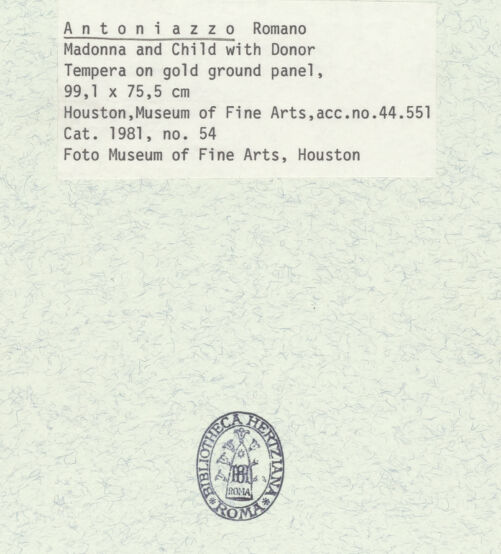 Antoniazzo Romano
Madonna and Child with Donor
Tempera on gold ground panel,
99,1 x 75,5 cm
Houston,Museum of Fine Arts,acc.no.44.551
Cat. 1981, no. 54
Foto Museum of Fine Arts, Houston
BIBLIOTHECA HERTZIANA
BH
ROMA
*ROMA*